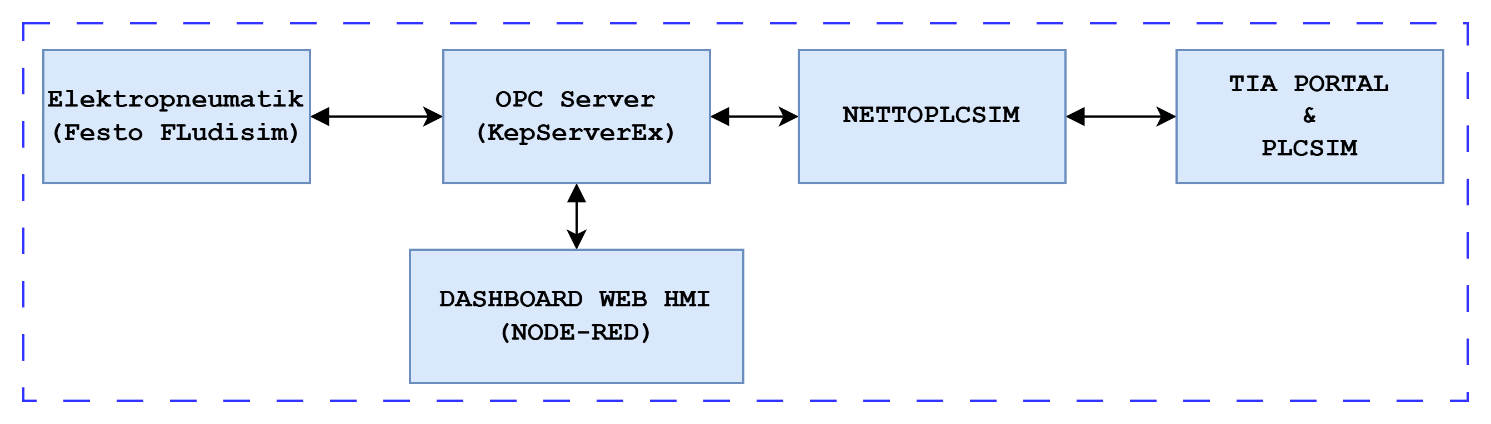 Elektropneumatik
(Festo FLudisim)
OPC Server
(KepServerEx)
NETTOPLCSIM
TIA PORTAL
&
PLCSIM
DASHBOARD WEB HMI
(NODE-RED)